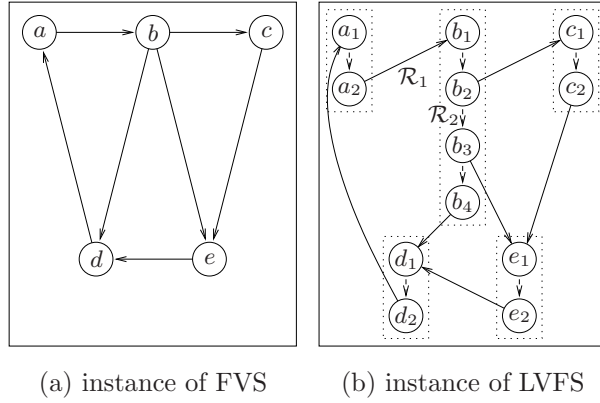 a b c
d e
a₁ b₁ c₁
a₂ b₂ c₂
ℛ₁
ℛ₂
b₃
b₄
d₁ e₁
d₂ e₂
(a) instance of FVS
(b) instance of LVFS